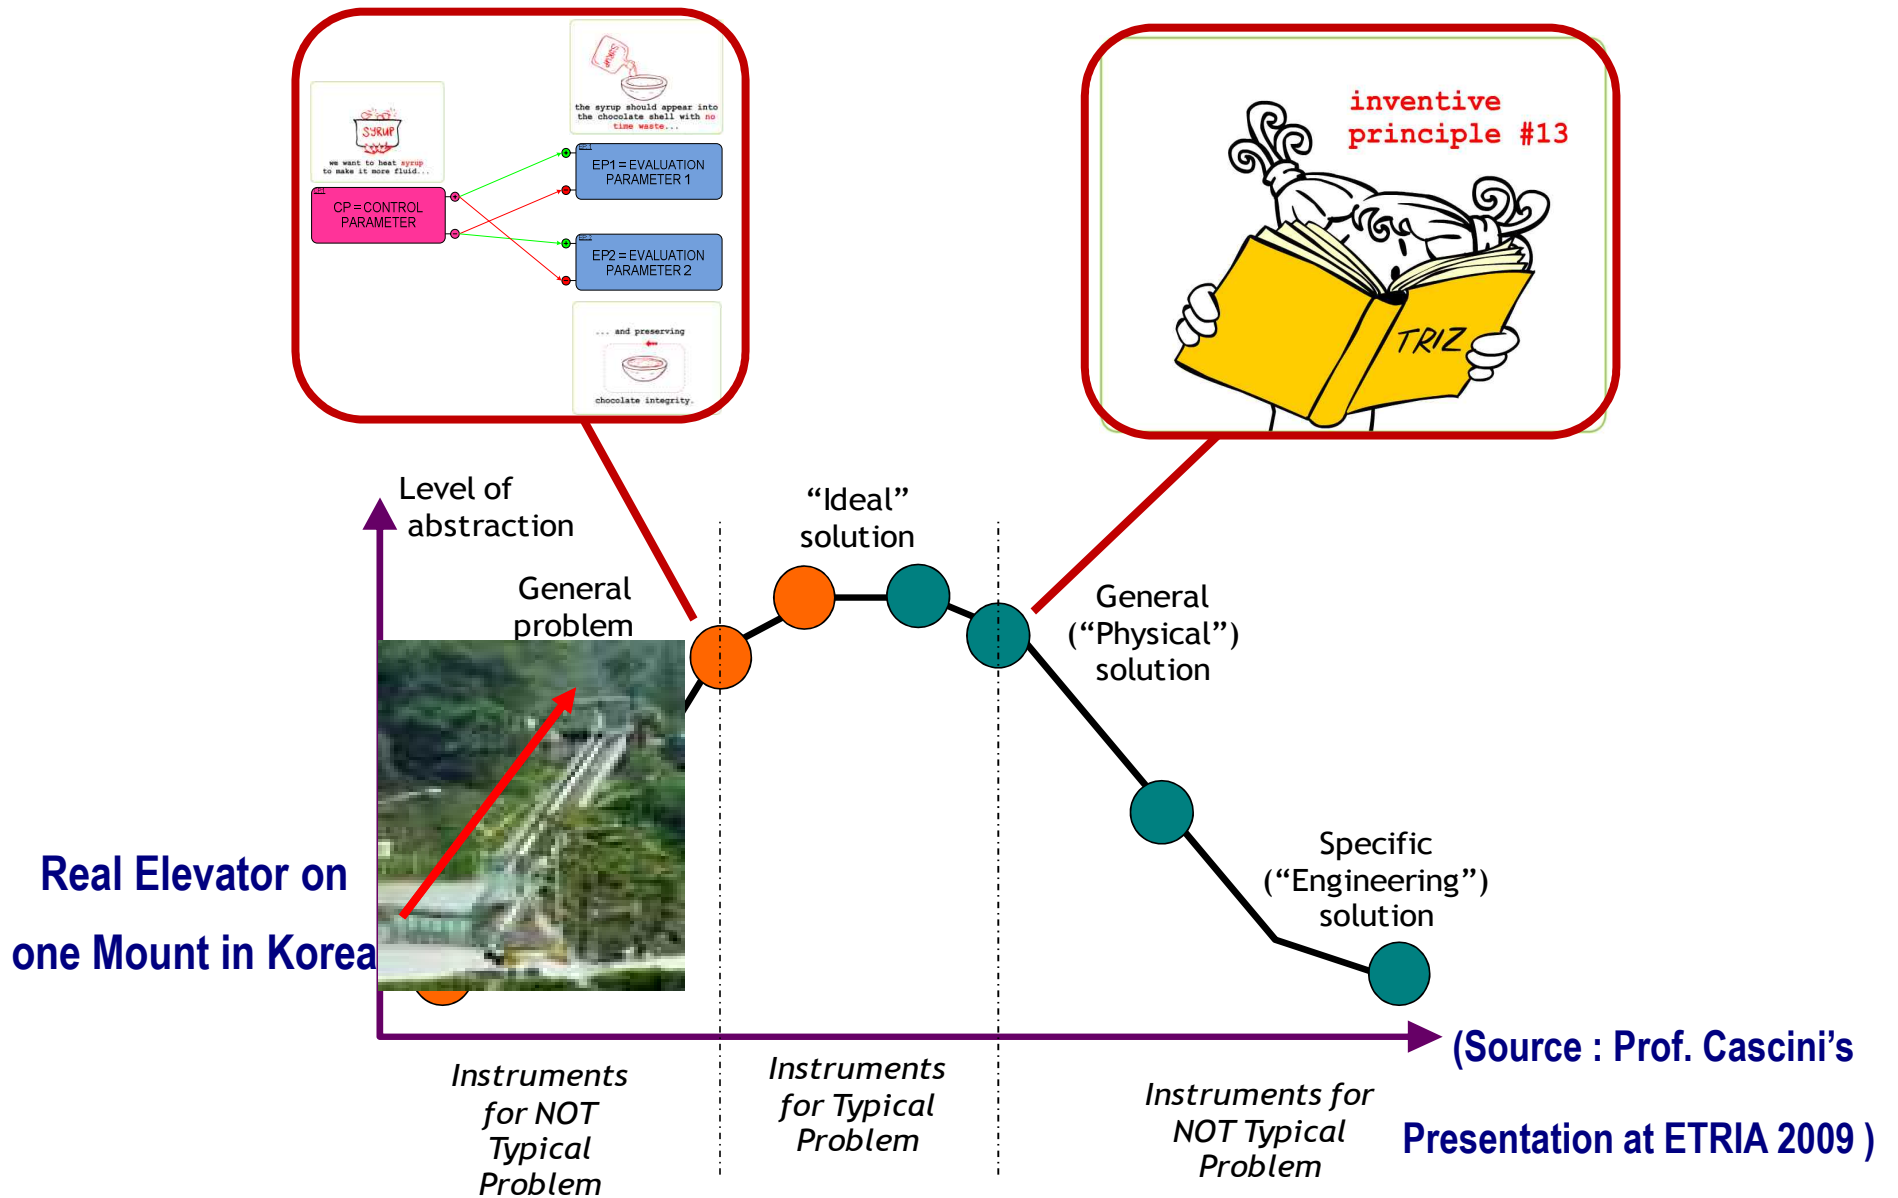 SYRUP
we want to heat syrup
to make it more fluid...
SYRUP
the syrup should appear into
the chocolate shell with no
time waste...
CP = CONTROL
PARAMETER
EP1 = EVALUATION
PARAMETER 1
EP2 = EVALUATION
PARAMETER 2
... and preserving
chocolate integrity.
inventive
principle #13
TRIZ
Level of
abstraction
General
problem
“Ideal”
solution
General
(“Physical”)
solution
Specific
(“Engineering”)
solution
Real Elevator on
one Mount in Korea
Instruments
for NOT
Typical
Problem
Instruments
for Typical
Problem
Instruments for
NOT Typical
Problem
(Source : Prof. Cascini’s
Presentation at ETRIA 2009 )